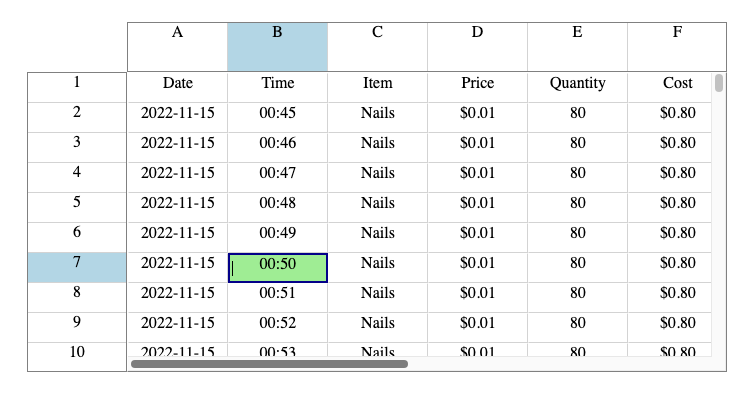 A B C D E F
1 Date Time Item Price Quantity Cost
2 2022-11-15 00:45 Nails $0.01 80 $0.80
3 2022-11-15 00:46 Nails $0.01 80 $0.80
4 2022-11-15 00:47 Nails $0.01 80 $0.80
5 2022-11-15 00:48 Nails $0.01 80 $0.80
6 2022-11-15 00:49 Nails $0.01 80 $0.80
7 2022-11-15 00:50 Nails $0.01 80 $0.80
8 2022-11-15 00:51 Nails $0.01 80 $0.80
9 2022-11-15 00:52 Nails $0.01 80 $0.80
10 2022-11-15 00:53 Nails $0.01 80 $0.80